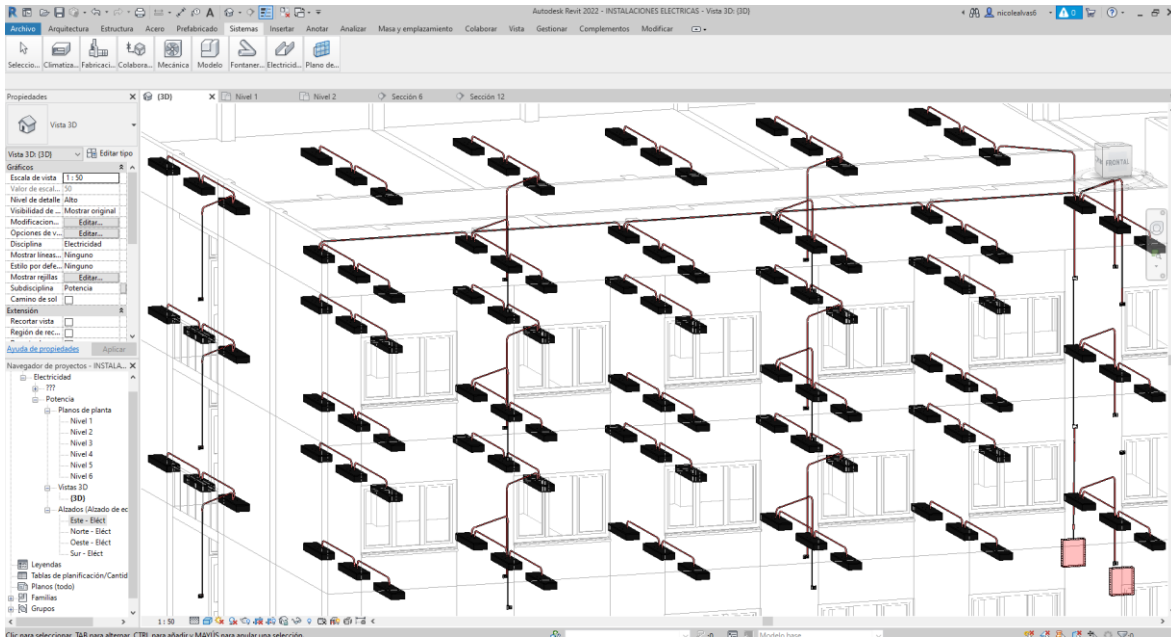 Autodesk Revit 2022 - INSTALACIONES ELECTRICAS - Vista 3D: {3D}
nicolealvas6
Archivo Arquitectura Estructura Acero Prefabricado Sistemas Insertar Anotar Analizar Masa y emplazamiento Colaborar Vista Gestionar Complementos Modificar
Seleccio... Climatiza... Fabricaci... Colabora... Mecánica Modelo Fontaner... Electricid... Plano de...
Propiedades
{3D} Nivel 1 Nivel 2 Sección 6 Sección 12
Vista 3D
Vista 3D: {3D} Editar tipo
Gráficos
Escala de vista 1 : 50
Valor de escal... 50
Nivel de detalle Alto
Visibilidad de ... Mostrar original
Modificacion... Editar...
Opciones de v... Editar...
Disciplina Electricidad
Mostrar líneas... Ninguno
Estilo por defe... Ninguno
Mostrar rejillas Editar...
Subdisciplina Potencia
Camino de sol
Extensión
Recortar vista
Región de rec...
Ayuda de propiedades Aplicar
Navegador de proyectos - INSTALA...
Electricidad
???
Potencia
Planos de planta
Nivel 1
Nivel 2
Nivel 3
Nivel 4
Nivel 5
Nivel 6
Vistas 3D
{3D}
Alzados (Alzado de ec
Este - Eléct
Norte - Eléct
Oeste - Eléct
Sur - Eléct
Leyendas
Tablas de planificación/Cantid
Planos (todo)
Familias
Grupos
FRONTAL
1 : 50
Clic para seleccionar, TAB para alternar, CTRL para añadir y MAYÚS para anular una selección.
Modelo base